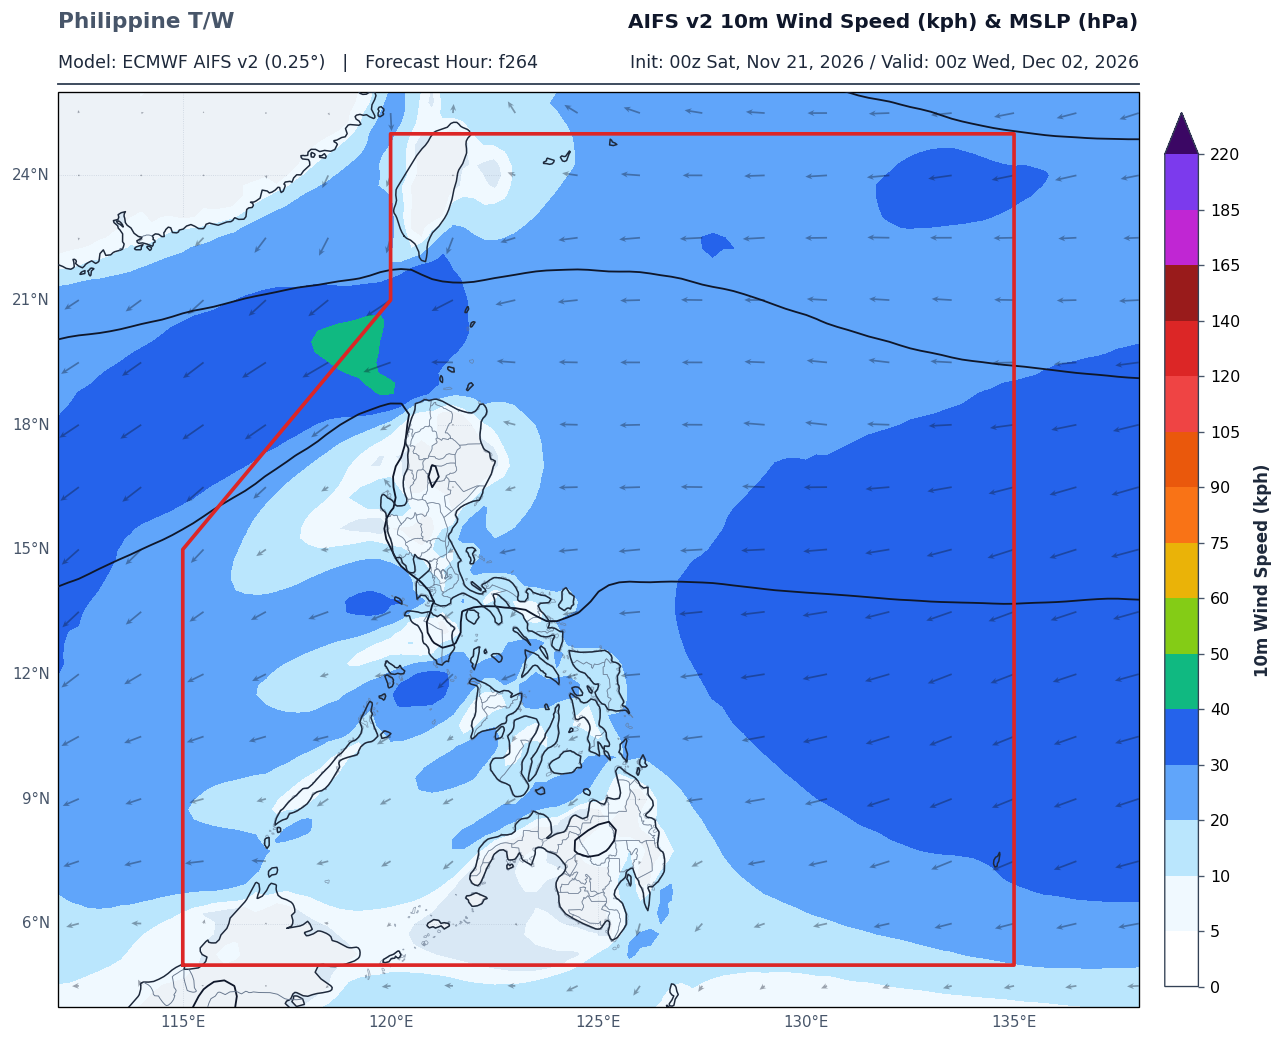 Philippine T/W
AIFS v2 10m Wind Speed (kph) & MSLP (hPa)
Model: ECMWF AIFS v2 (0.25°) | Forecast Hour: f264
Init: 00z Sat, Nov 21, 2026 / Valid: 00z Wed, Dec 02, 2026
24°N
21°N
18°N
15°N
12°N
9°N
6°N
115°E
120°E
125°E
130°E
135°E
220
185
165
140
120
105
90
75
60
50
40
30
20
10
5
0
10m Wind Speed (kph)